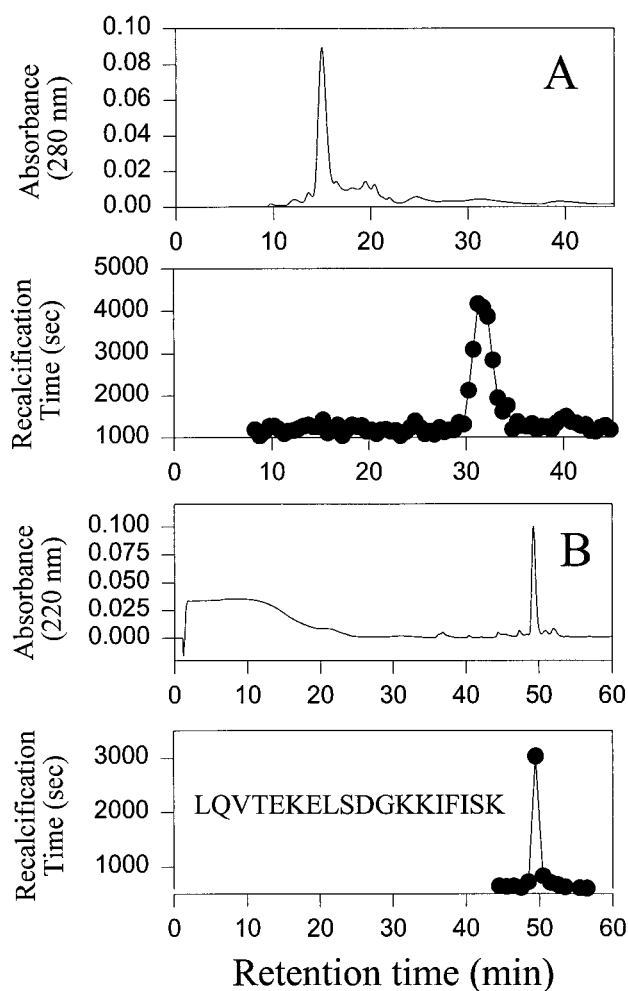 0.10
0.08
0.06
0.04
0.02
0.00
Absorbance
(280 nm)
A
0 10 20 30 40
5000
4000
3000
2000
1000
Recalcification
Time (sec)
0 10 20 30 40
0.100
0.075
0.050
0.025
0.000
Absorbance
(220 nm)
B
0 10 20 30 40 50 60
3000
2000
1000
Recalcification
Time (sec)
LQVTEKELSDGKKIFISK
0 10 20 30 40 50 60
Retention time (min)